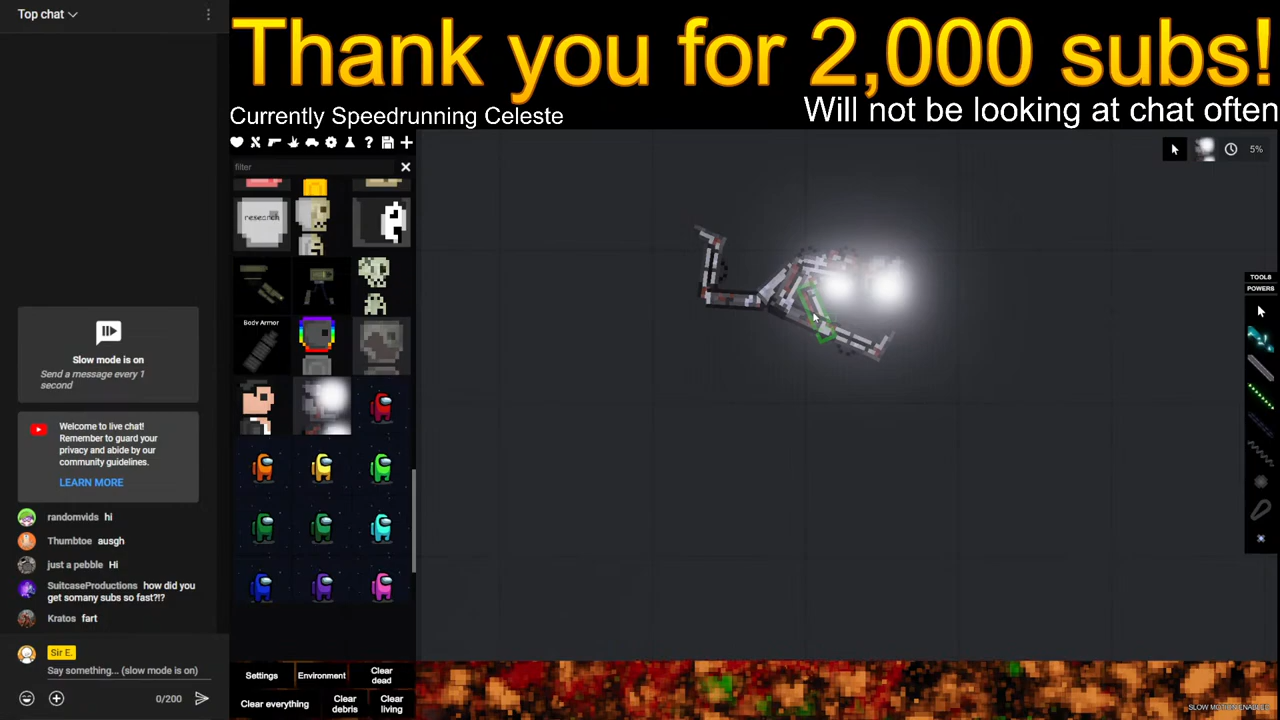 Top chat
Thank you for 2,000 subs!
Currently Speedrunning Celeste
Will not be looking at chat often
filter
5%
research
Body Armor
TOOLS
POWERS
Slow mode is on
Send a message every 1
second
Welcome to live chat!
Remember to guard your
privacy and abide by our
community guidelines.
LEARN MORE
randomvids hi
Thumbtoe ausgh
just a pebble Hi
SuitcaseProductions how did you
get somany subs so fast?!?
Kratos fart
Sir E.
Say something... (slow mode is on)
0/200
Settings
Environment
Clear
dead
Clear everything
Clear
debris
Clear
living
SLOW MOTION ENABLED